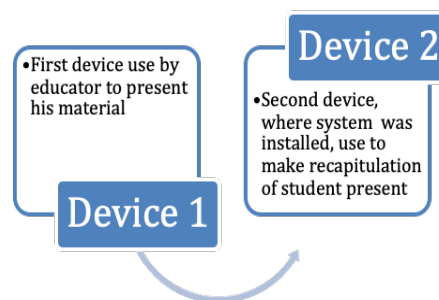 •First device use by
educator to present
his material
Device 1
Device 2
•Second device,
where system was
installed, use to
make recapitulation
of student present